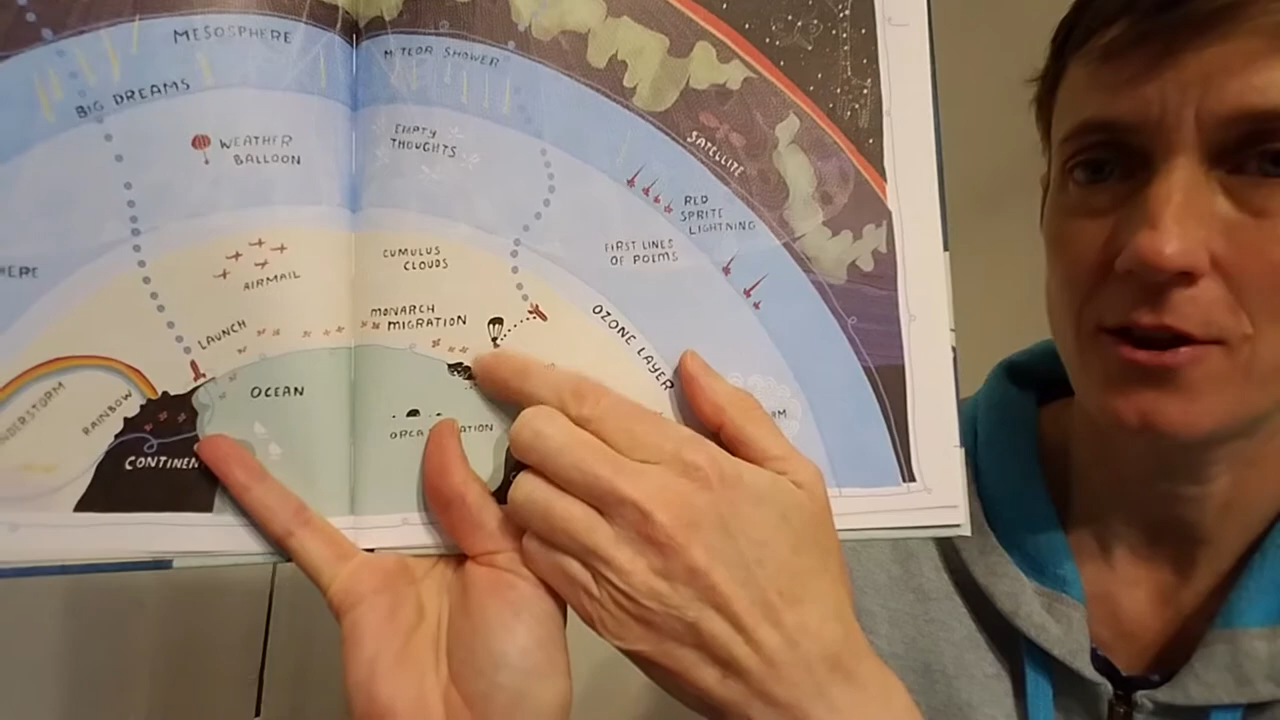 MESOSPHERE
METEOR SHOWER
BIG DREAMS
WEATHER
BALLOON
EMPTY
THOUGHTS
SATELLITE
RED
SPRITE
LIGHTNING
FIRST LINES
OF POEMS
CUMULUS
CLOUDS
AIRMAIL
MONARCH
MIGRATION
LAUNCH
OZONE LAYER
RAINBOW
OCEAN
CONTINEN